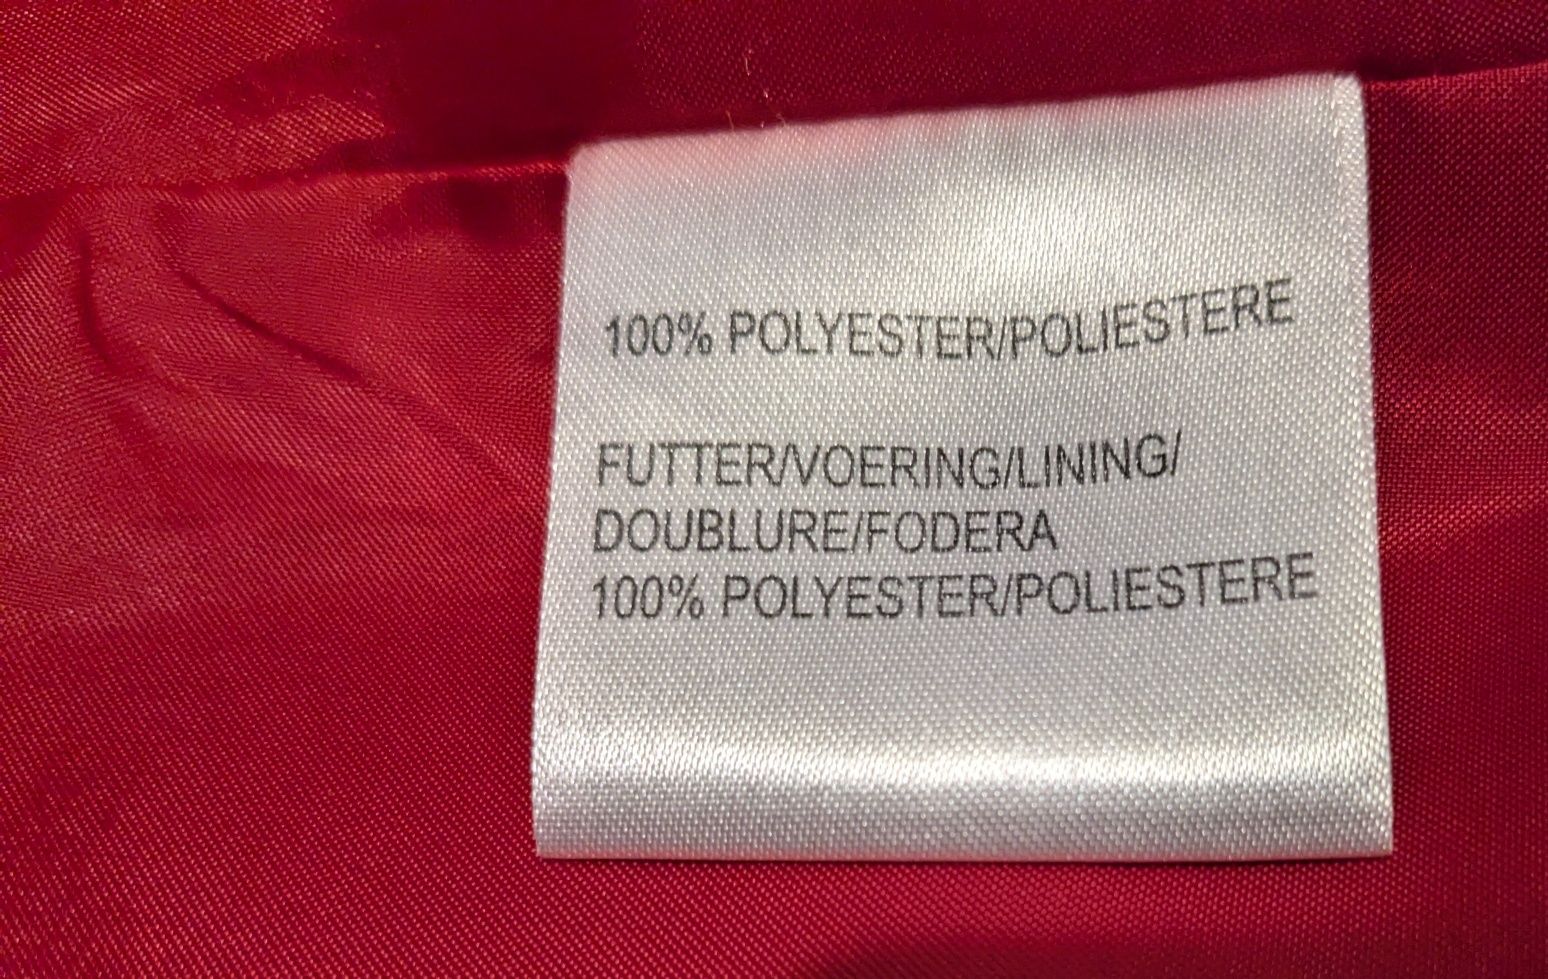 100% POLYESTER/POLIESTERE
FUTTER/VOERING/LINING/
DOUBLURE/FODERA
100% POLYESTER/POLIESTERE